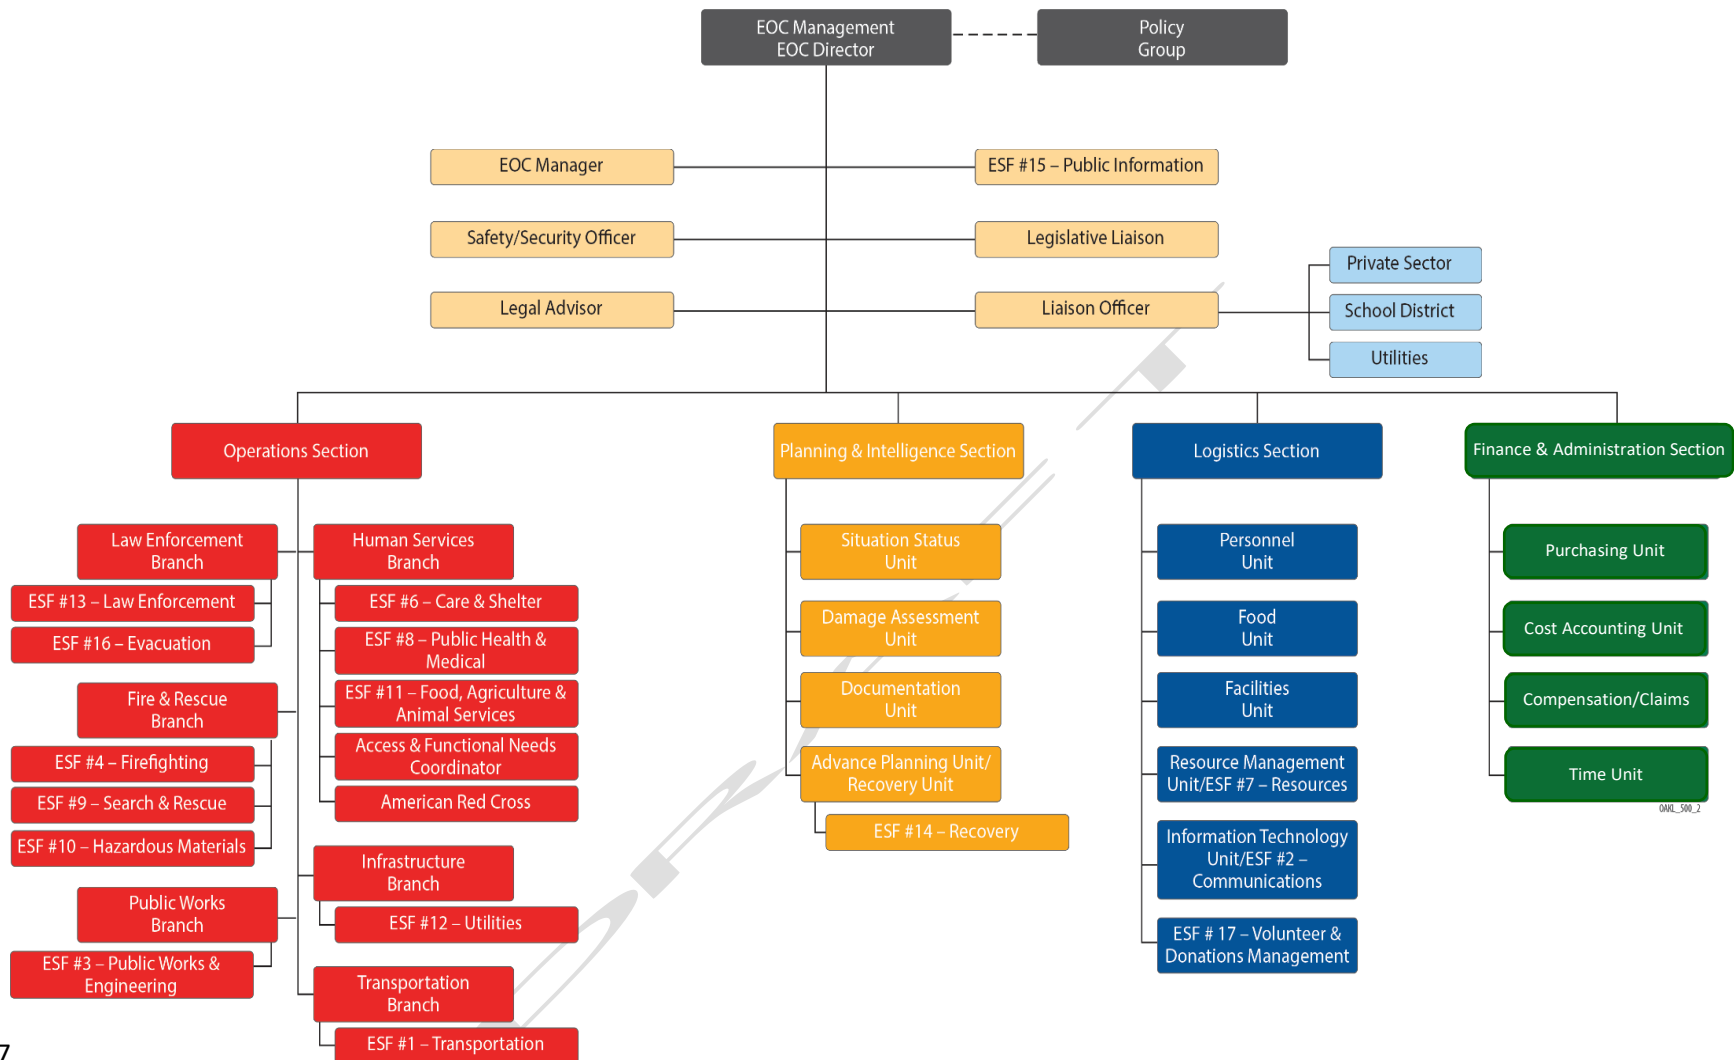 EOC Management
EOC Director
Policy
Group
EOC Manager
ESF #15 – Public Information
Safety/Security Officer
Legislative Liaison
Legal Advisor
Liaison Officer
Private Sector
School District
Utilities
Operations Section
Planning & Intelligence Section
Logistics Section
Finance & Administration Section
Law Enforcement
Branch
ESF #13 – Law Enforcement
ESF #16 – Evacuation
Fire & Rescue
Branch
ESF #4 – Firefighting
ESF #9 – Search & Rescue
ESF #10 – Hazardous Materials
Public Works
Branch
ESF #3 – Public Works &
Engineering
Human Services
Branch
ESF #6 – Care & Shelter
ESF #8 – Public Health &
Medical
ESF #11 – Food, Agriculture &
Animal Services
Access & Functional Needs
Coordinator
American Red Cross
Infrastructure
Branch
ESF #12 – Utilities
Transportation
Branch
ESF #1 – Transportation
Situation Status
Unit
Damage Assessment
Unit
Documentation
Unit
Advance Planning Unit/
Recovery Unit
ESF #14 – Recovery
Personnel
Unit
Food
Unit
Facilities
Unit
Resource Management
Unit/ESF #7 – Resources
Information Technology
Unit/ESF #2 –
Communications
ESF # 17 – Volunteer &
Donations Management
Purchasing Unit
Cost Accounting Unit
Compensation/Claims
Time Unit
OAKL_500_2
7